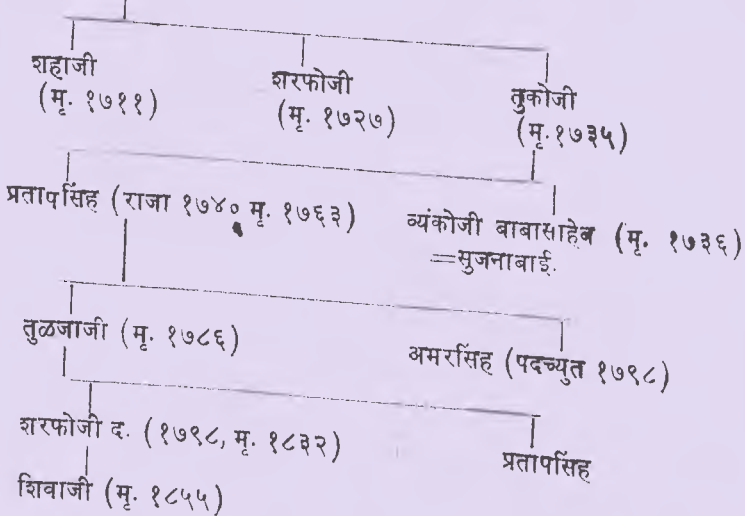 शहाजी शरफोजी तुकोजी
(मृ. १७११) (मृ. १७२७) (मृ.१७३५)
प्रतापसिंह (राजा १७४० मृ. १७६३) व्यंकोजी बाबासाहेब (मृ. १७३६)
=सुजनाबाई.
तुळजाजी (मृ. १७८६) अमरसिंह (पदच्युत १७९८)
शरफोजी द. (१७९८, मृ. १८३२) प्रतापसिंह
शिवाजी (मृ. १८५५)